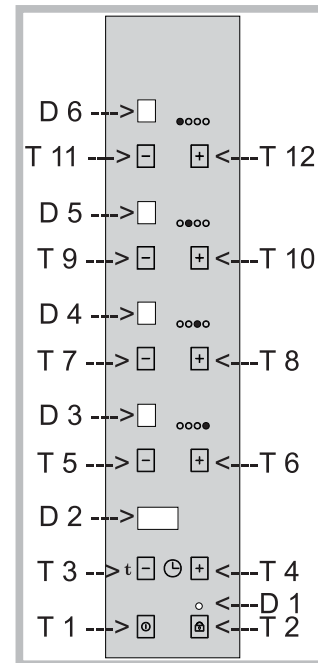 D 6 --->
T 11 ---> - + <---T 12
D 5 --->
T 9 ---> - + <---T 10
D 4 --->
T 7 ---> - + <---T 8
D 3 --->
T 5 ---> - + <---T 6
D 2 --->
T 3 ---> t - + <---T 4
<---D 1
T 1 ---> <---T 2